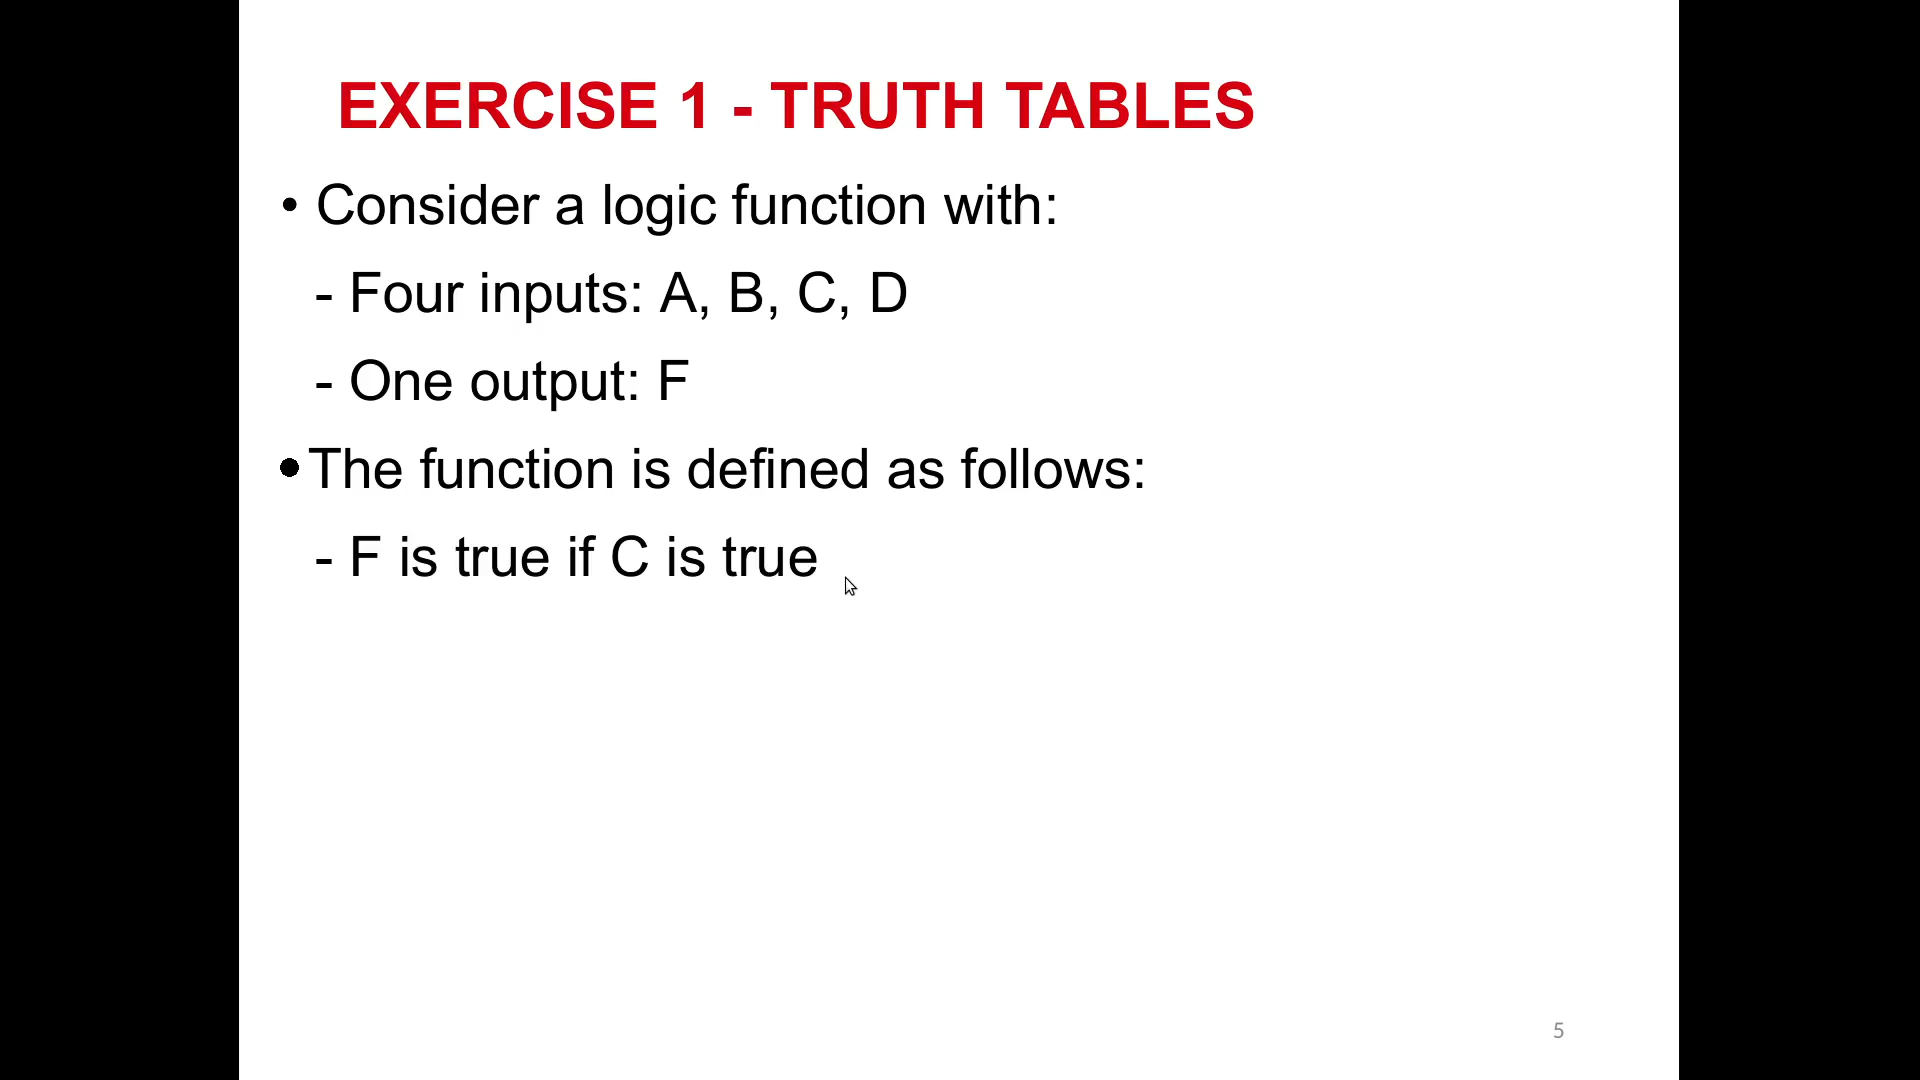 EXERCISE 1 - TRUTH TABLES
• Consider a logic function with:
- Four inputs: A, B, C, D
- One output: F
• The function is defined as follows:
- F is true if C is true
5